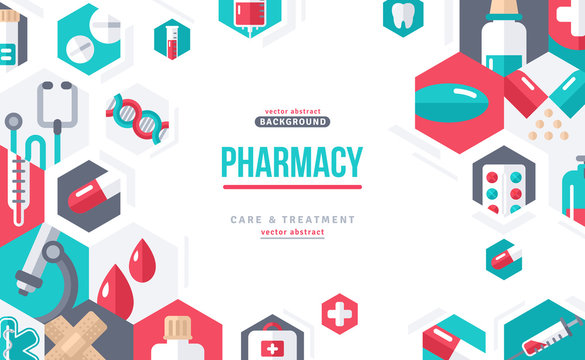 vector abstract
BACKGROUND
PHARMACY
CARE & TREATMENT
vector abstract